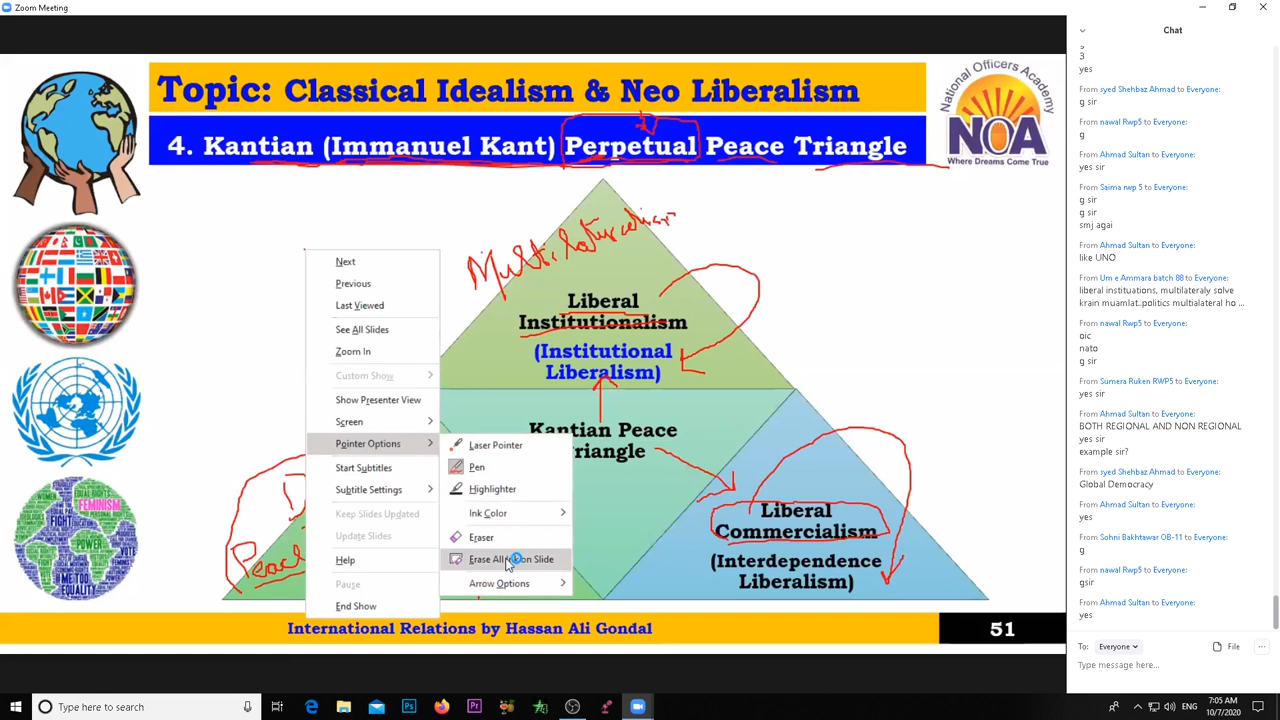 Zoom Meeting
Topic: Classical Idealism & Neo Liberalism
4. Kantian (Immanuel Kant) Perpetual Peace Triangle
National Officers Academy
NOA
Where Dreams Come True
Multilateralism
Liberal
Institutionalism
(Institutional
Liberalism)
Kantian Peace
Triangle
Liberal
Commercialism
(Interdependence
Liberalism)
Peace
Next
Previous
Last Viewed
See All Slides
Zoom In
Custom Show
Show Presenter View
Screen
Pointer Options
Start Subtitles
Subtitle Settings
Keep Slides Updated
Update Slides
Help
Pause
End Show
Laser Pointer
Pen
Highlighter
Ink Color
Eraser
Erase All Ink on Slide
Arrow Options
EQUAL RIGHTS
FEMINISM
POWER
EQUALITY
#METOO
FIGHT
International Relations by Hassan Ali Gondal
51
Chat
3
yes
From syed Shehbaz Ahmad to Everyone:
g sir
From nawal Rwp5 to Everyone:
g
From Ahmad Sultan to Everyone:
yes sir
From Saima rwp 5 to Everyone:
g sir
g sir
smj agai
From Ahmad Sultan to Everyone:
like UNO
From Um e Ammara batch 88 to Everyone:
liberal instituations, multilateraly solve
krain muamlat..politics multialateral ho ...
From nawal Rwp5 to Everyone:
oic
nato
g sir
From Sumera Ruken RWP5 to Everyone:
yes sir
From Ahmad Sultan to Everyone:
BOTH REGIONAL AND NON REGIONAL
yes sir
example sir?
From syed Shehbaz Ahmad to Everyone:
Global Democracy
From Ahmad Sultan to Everyone:
yes
From Sohni Bakhtawar OB-11 to Everyone:
g
From nawal Rwp5 to Everyone:
gsir
From Ahmad Sultan to Everyone:
yes
To: Everyone
File
Type message here...
Type here to search
ENG
7:05 AM
10/7/2020